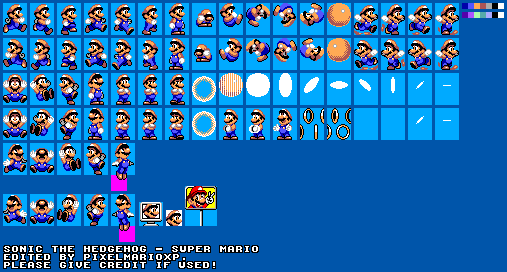 SONIC THE HEDGEHOG - SUPER MARIO
EDITED BY PIXELMARIOXP.
PLEASE GIVE CREDIT IF USED!